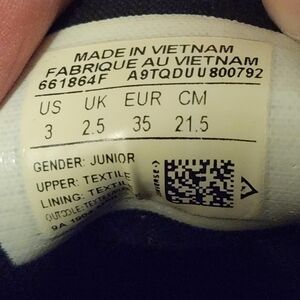 MADE IN VIETNAM
FABRIQUE AU VIETNAM
661864F A9TQDUU800792
US UK EUR CM
3 2.5 35 21.5
GENDER: JUNIOR
UPPER: TEXTILE
LINING: TEXTILE
OUTSOLE: